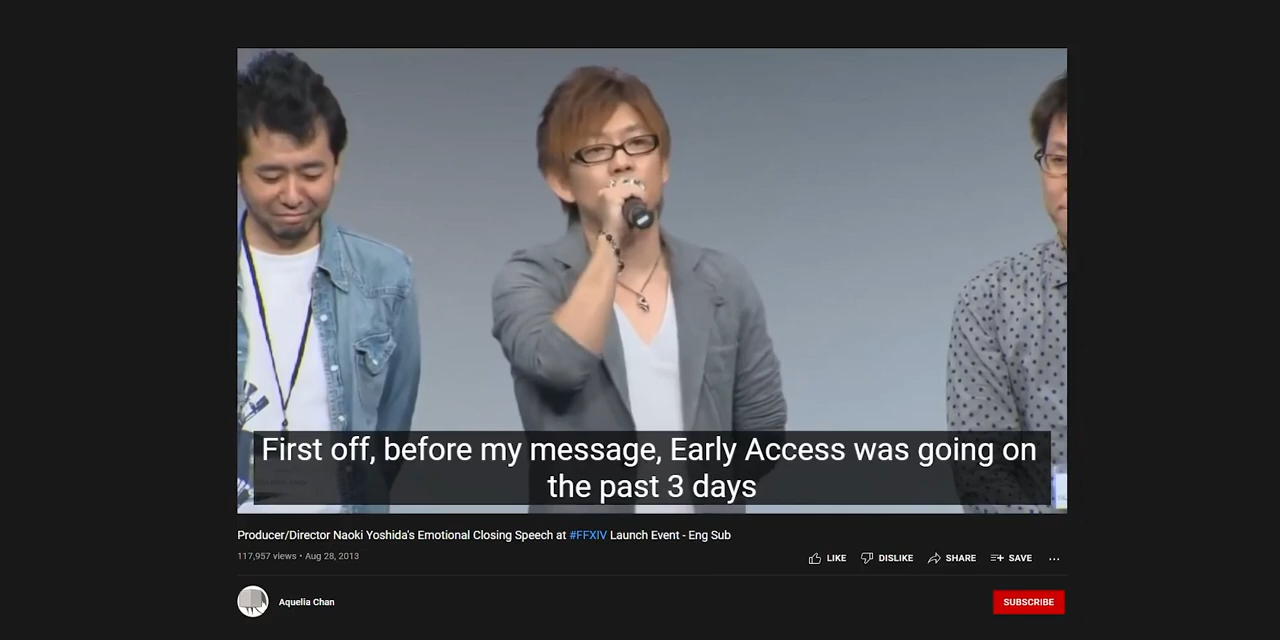 First off, before my message, Early Access was going on
the past 3 days
Producer/Director Naoki Yoshida's Emotional Closing Speech at #FFXIV Launch Event - Eng Sub
117,957 views • Aug 28, 2013
LIKE DISLIKE SHARE SAVE ...
Aquelia Chan
SUBSCRIBE